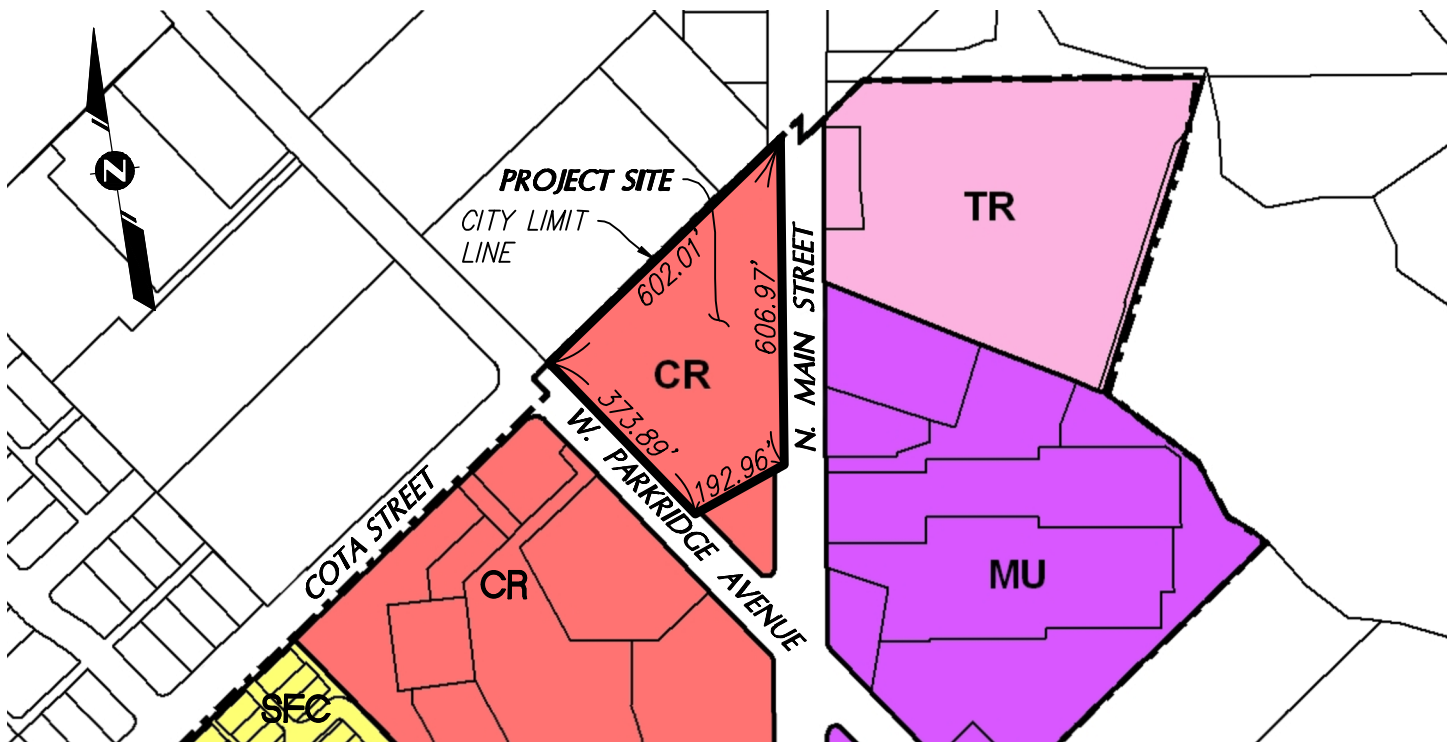 N
PROJECT SITE
CITY LIMIT
LINE
602.01'
606.97'
N. MAIN STREET
TR
CR
373.89'
192.96'
W. PARKRIDGE AVENUE
COTA STREET
CR
MU
SFC